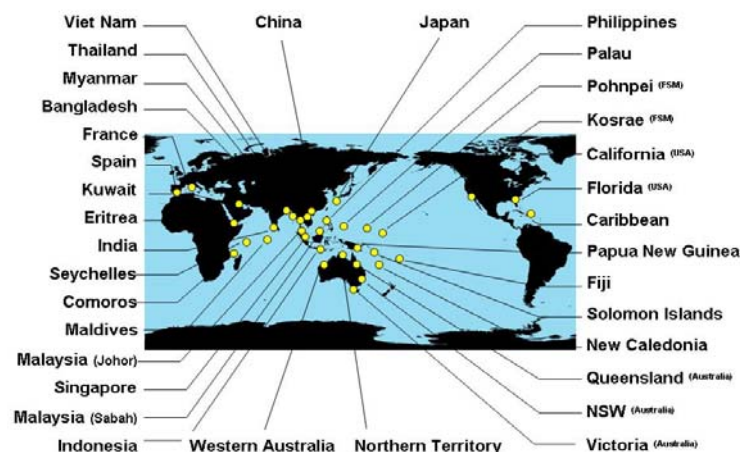 Viet Nam
Thailand
Myanmar
Bangladesh
France
Spain
Kuwait
Eritrea
India
Seychelles
Comoros
Maldives
Malaysia (Johor)
Singapore
Malaysia (Sabah)
Indonesia
China
Japan
Western Australia
Northern Territory
Philippines
Palau
Pohnpei (FSM)
Kosrae (FSM)
California (USA)
Florida (USA)
Caribbean
Papua New Guinea
Fiji
Solomon Islands
New Caledonia
Queensland (Australia)
NSW (Australia)
Victoria (Australia)